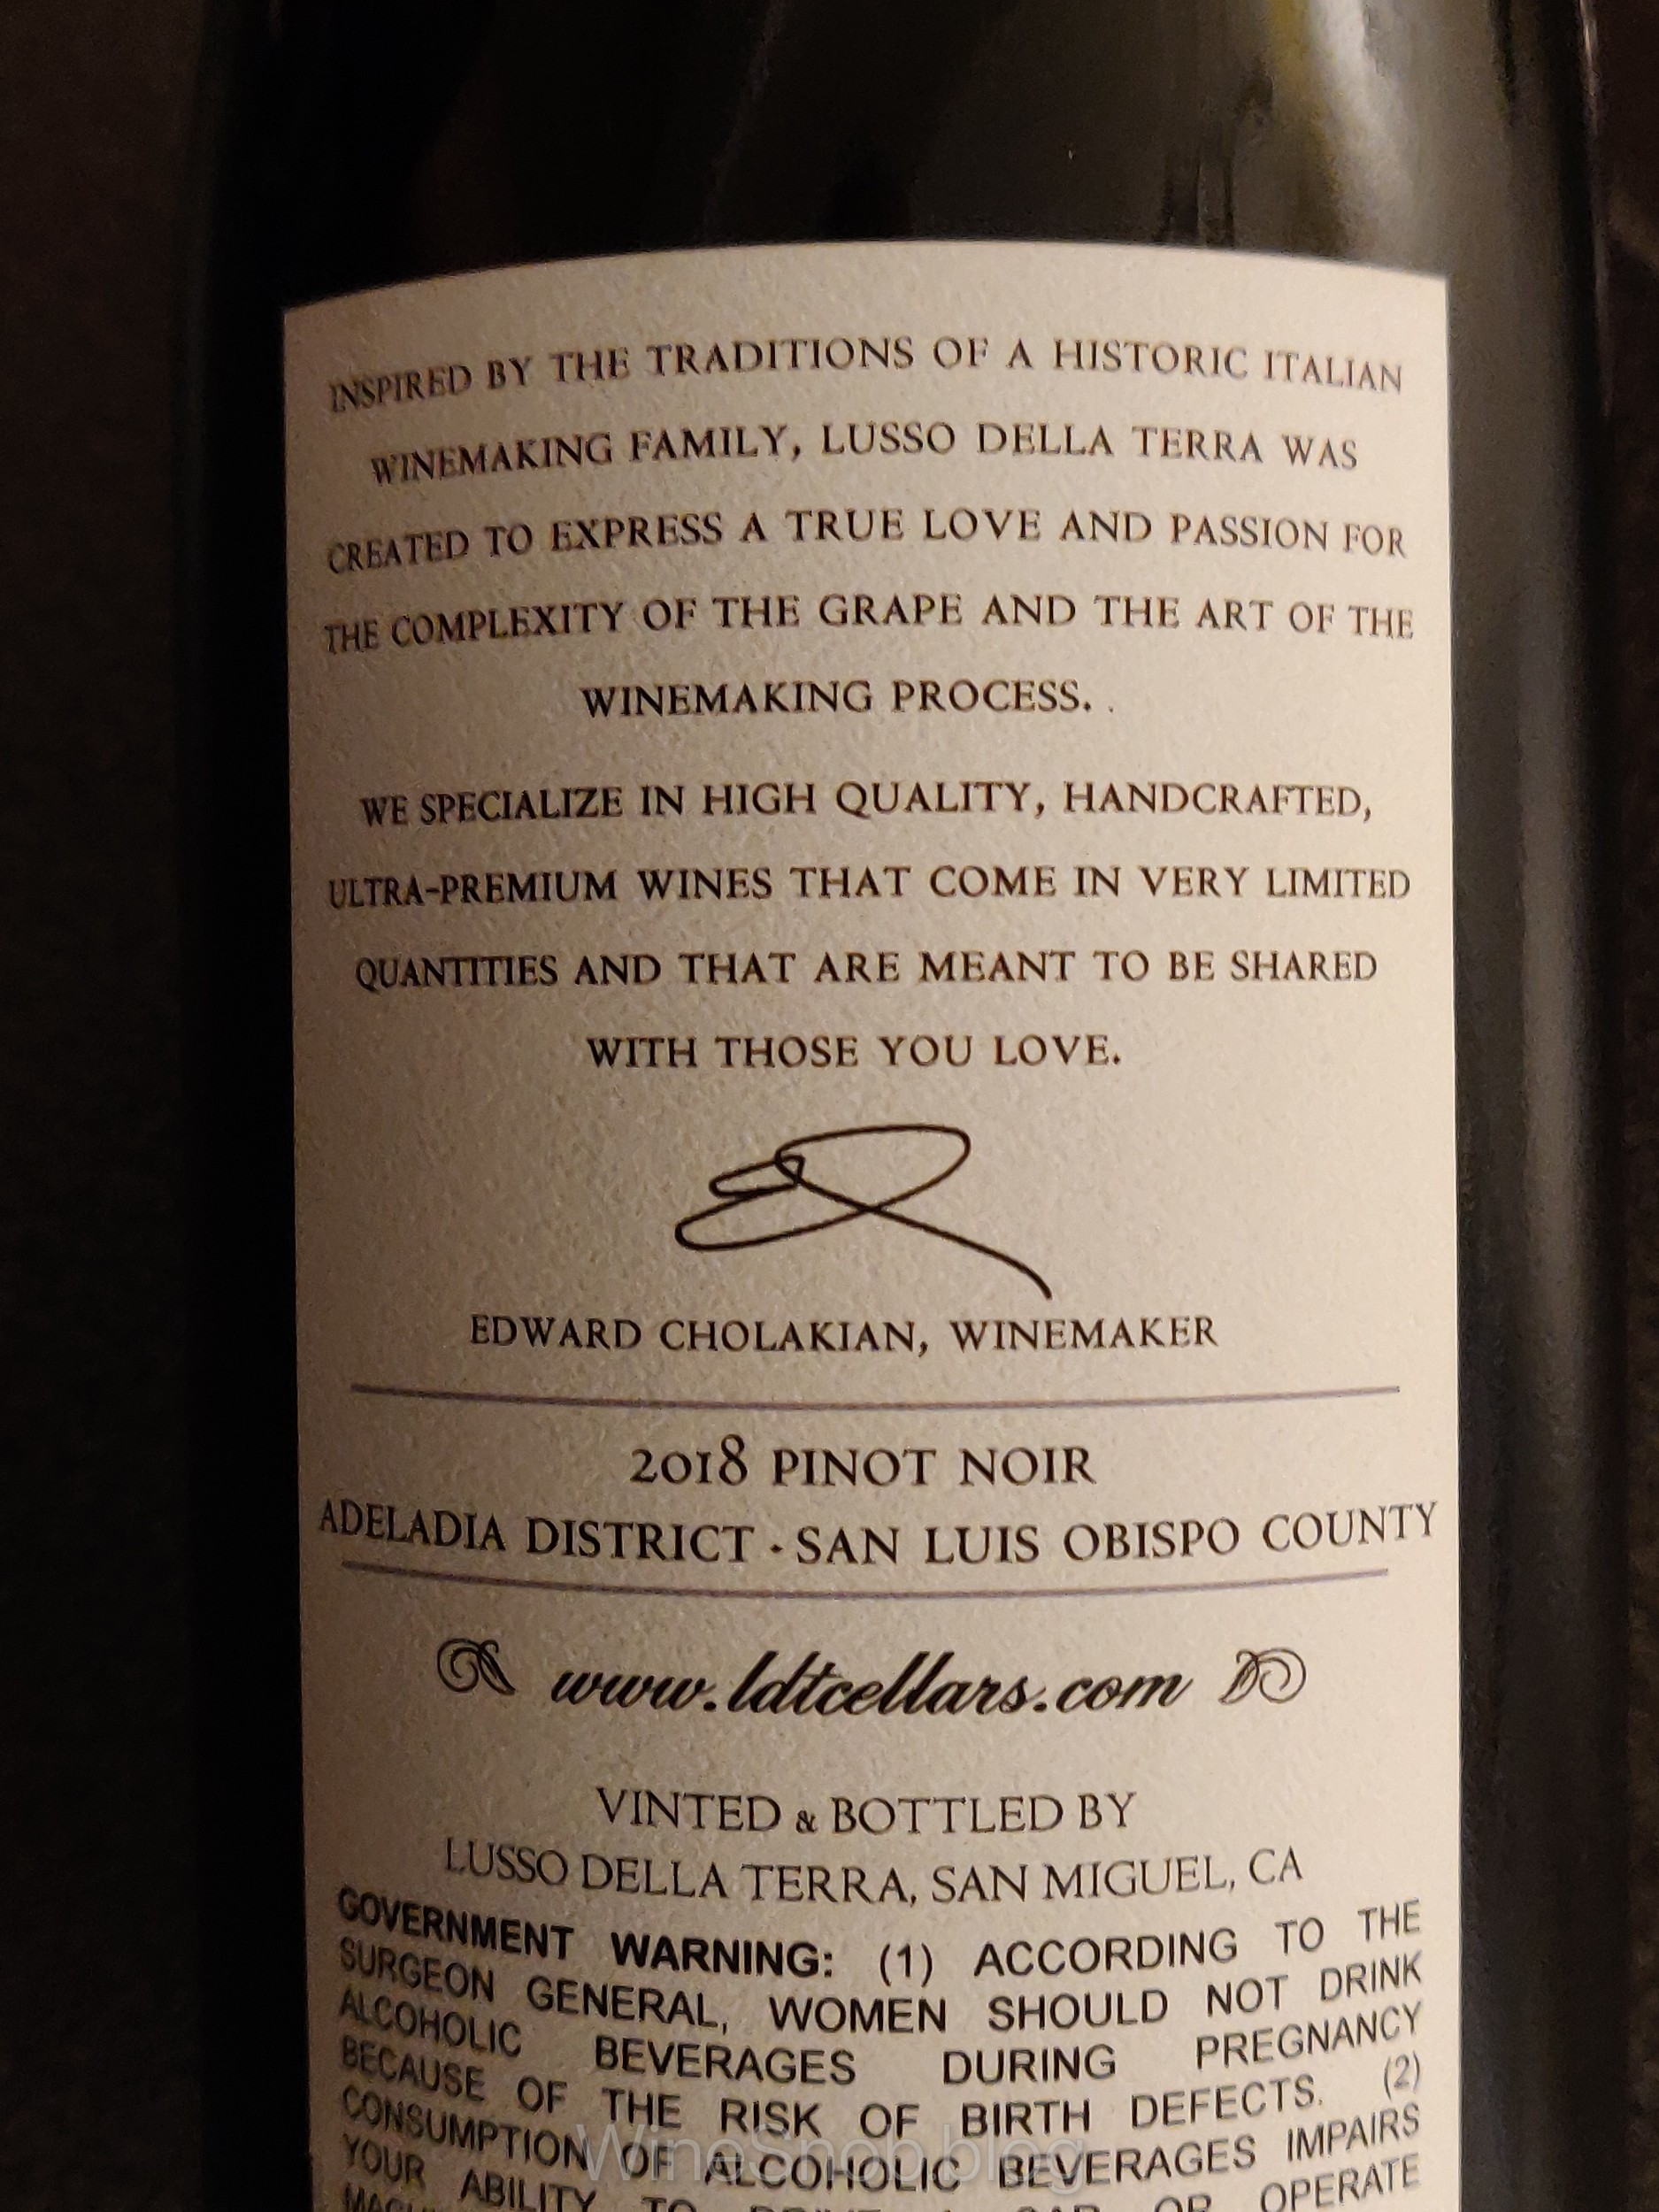 INSPIRED BY THE TRADITIONS OF A HISTORIC ITALIAN
WINEMAKING FAMILY, LUSSO DELLA TERRA WAS
CREATED TO EXPRESS A TRUE LOVE AND PASSION FOR
THE COMPLEXITY OF THE GRAPE AND THE ART OF THE
WINEMAKING PROCESS. .
WE SPECIALIZE IN HIGH QUALITY, HANDCRAFTED,
ULTRA-PREMIUM WINES THAT COME IN VERY LIMITED
QUANTITIES AND THAT ARE MEANT TO BE SHARED
WITH THOSE YOU LOVE.
EDWARD CHOLAKIAN, WINEMAKER
2018 PINOT NOIR
ADELADIA DISTRICT · SAN LUIS OBISPO COUNTY
www.ldtcellars.com
VINTED & BOTTLED BY
LUSSO DELLA TERRA, SAN MIGUEL, CA
GOVERNMENT WARNING: (1) ACCORDING TO THE
SURGEON GENERAL, WOMEN SHOULD NOT DRINK
ALCOHOLIC BEVERAGES DURING PREGNANCY
BECAUSE OF THE RISK OF BIRTH DEFECTS. (2)
CONSUMPTION OF ALCOHOLIC BEVERAGES IMPAIRS
YOUR ABILITY TO DRIVE A CAR OR OPERATE
WineSnob.blog